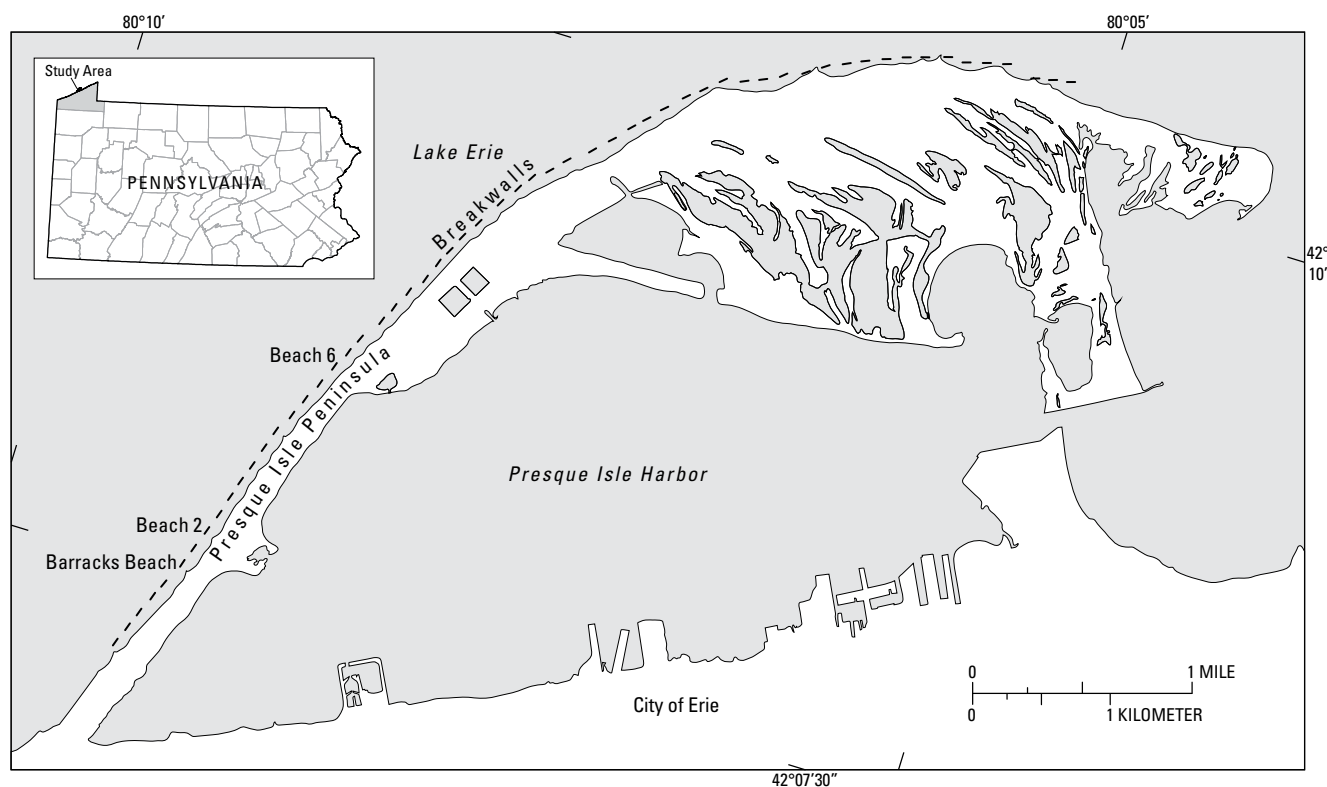 80°10′
80°05′
Study Area
PENNSYLVANIA
Lake Erie
Breakwalls
42°
10′
Beach 6
Presque Isle Peninsula
Presque Isle Harbor
Beach 2
Barracks Beach
City of Erie
0
1 MILE
0
1 KILOMETER
42°07′30″